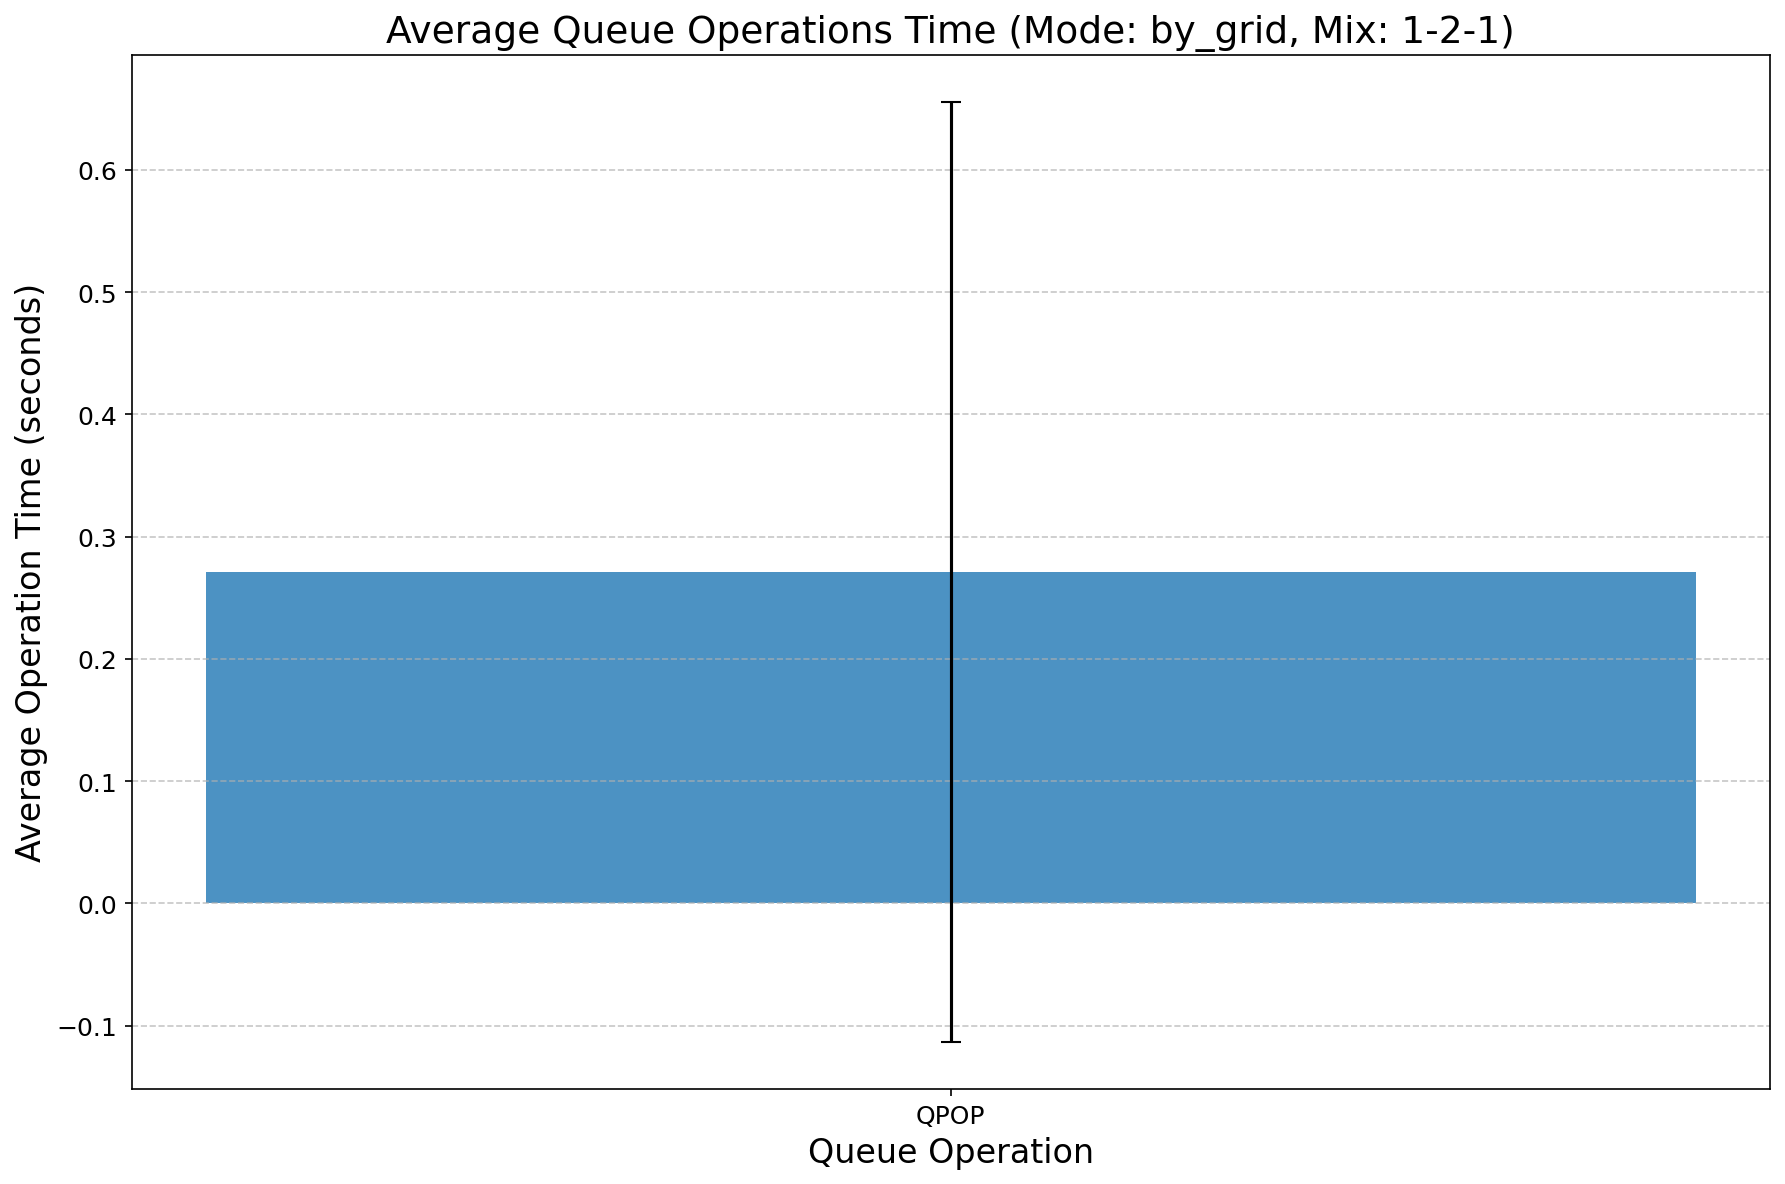 Average Queue Operations Time (Mode: by_grid, Mix: 1-2-1)
Average Operation Time (seconds)
0.6
0.5
0.4
0.3
0.2
0.1
0.0
−0.1
QPOP
Queue Operation